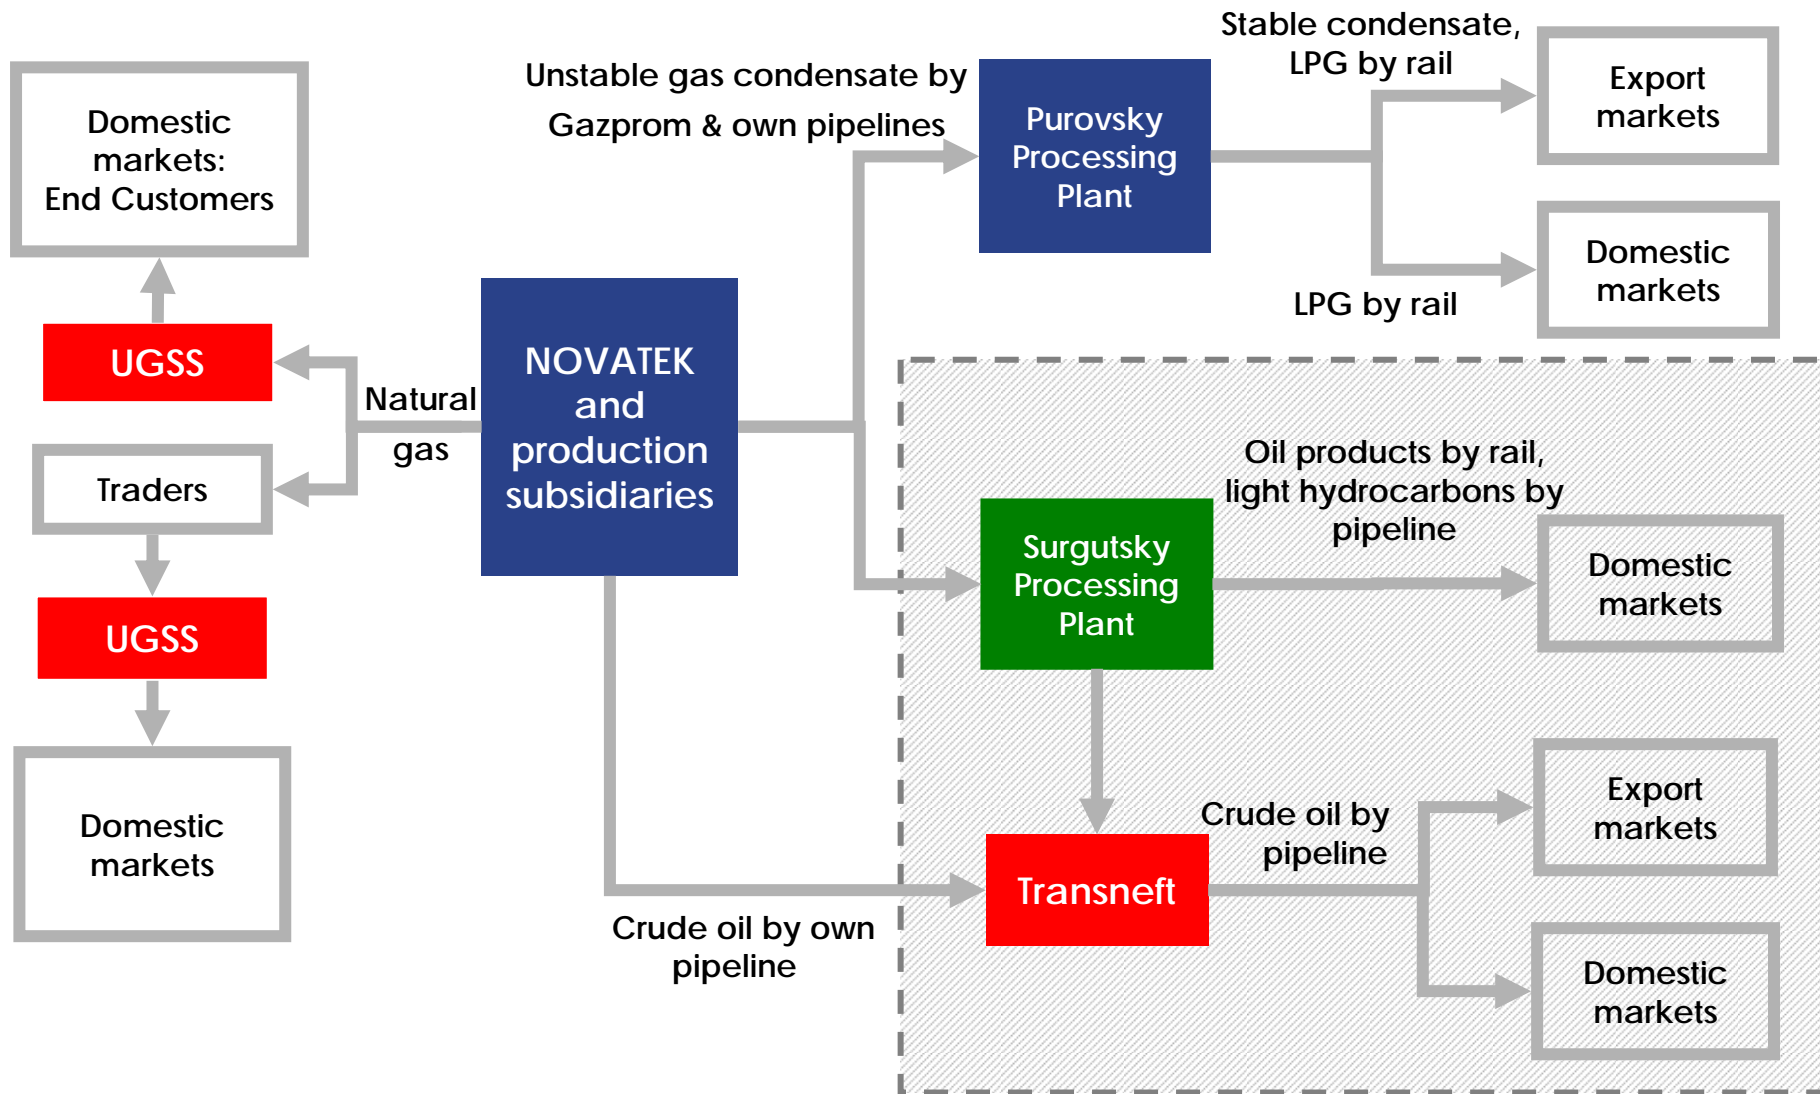 Stable condensate,
LPG by rail
Unstable gas condensate by
Gazprom & own pipelines
Domestic
markets:
End Customers
Purovsky
Processing
Plant
Export
markets
Domestic
markets
LPG by rail
UGSS
NOVATEK
and
production
subsidiaries
Natural
gas
Traders
Oil products by rail,
light hydrocarbons by
pipeline
Surgutsky
Processing
Plant
Domestic
markets
UGSS
Domestic
markets
Crude oil by
pipeline
Export
markets
Transneft
Crude oil by own
pipeline
Domestic
markets